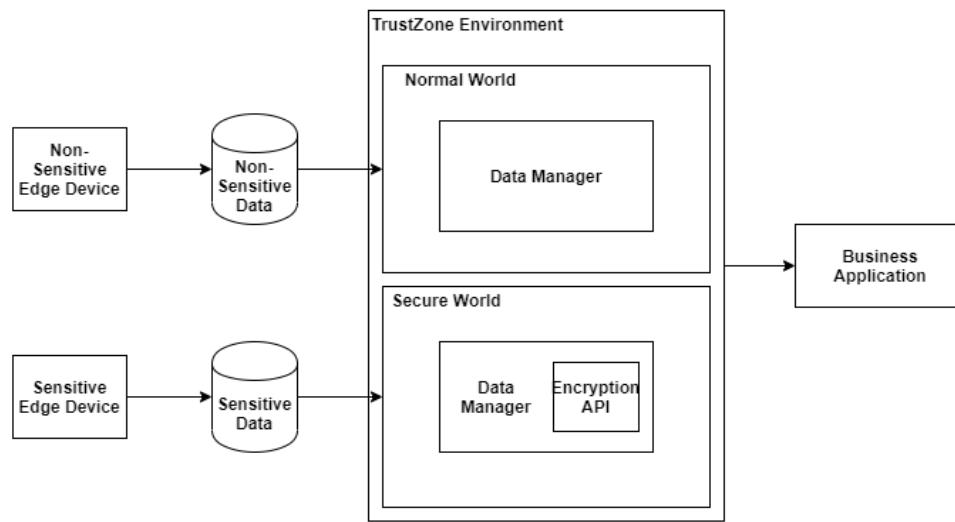 TrustZone Environment
Normal World
Non-
Sensitive
Edge Device
Non-
Sensitive
Data
Data Manager
Business
Application
Secure World
Sensitive
Edge Device
Sensitive
Data
Data
Manager
Encryption
API